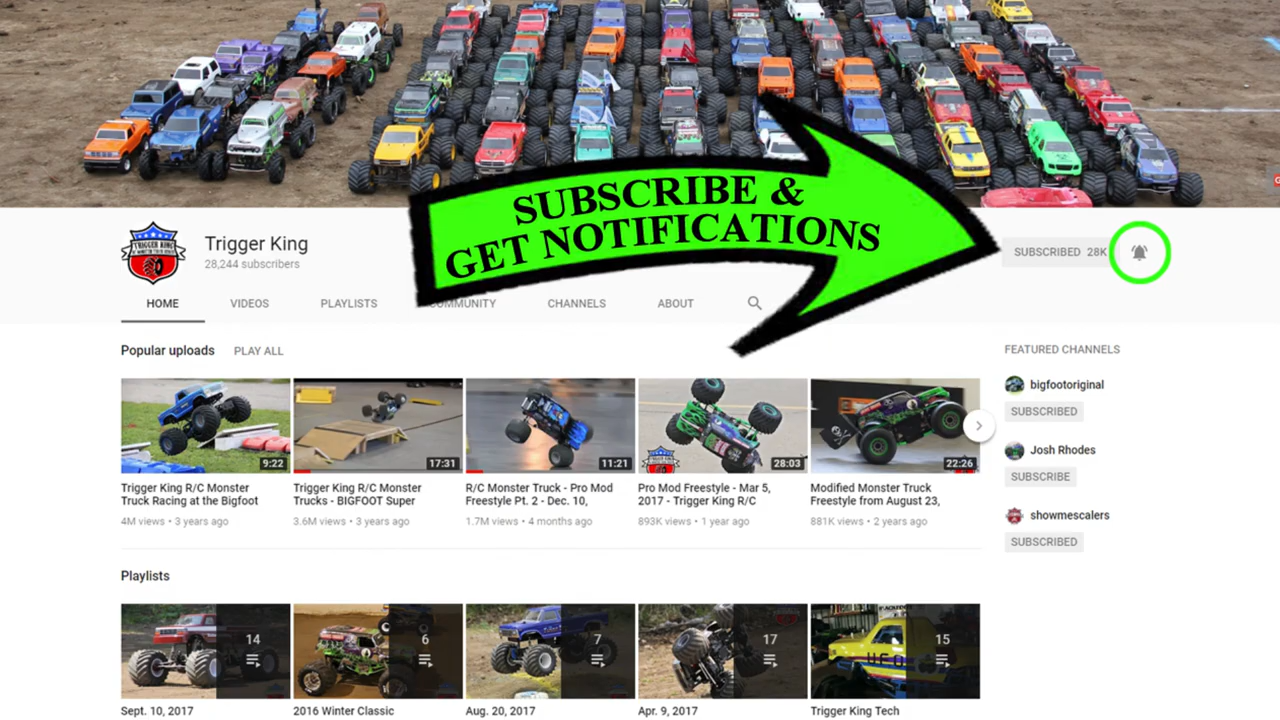 SUBSCRIBE &
GET NOTIFICATIONS
Trigger King
28,244 subscribers
SUBSCRIBED 28K
HOME VIDEOS PLAYLISTS COMMUNITY CHANNELS ABOUT
Popular uploads PLAY ALL
FEATURED CHANNELS
bigfootoriginal
SUBSCRIBED
Josh Rhodes
SUBSCRIBE
showmescalers
SUBSCRIBED
9:22
Trigger King R/C Monster
Truck Racing at the Bigfoot
4M views • 3 years ago
17:31
Trigger King R/C Monster
Trucks - BIGFOOT Super
3.6M views • 3 years ago
11:21
R/C Monster Truck - Pro Mod
Freestyle Pt. 2 - Dec. 10,
1.7M views • 4 months ago
28:03
Pro Mod Freestyle - Mar 5,
2017 - Trigger King R/C
893K views • 1 year ago
22:26
Modified Monster Truck
Freestyle from August 23,
881K views • 2 years ago
Playlists
14
Sept. 10, 2017
6
2016 Winter Classic
7
Aug. 20, 2017
17
Apr. 9, 2017
UFO
15
Trigger King Tech